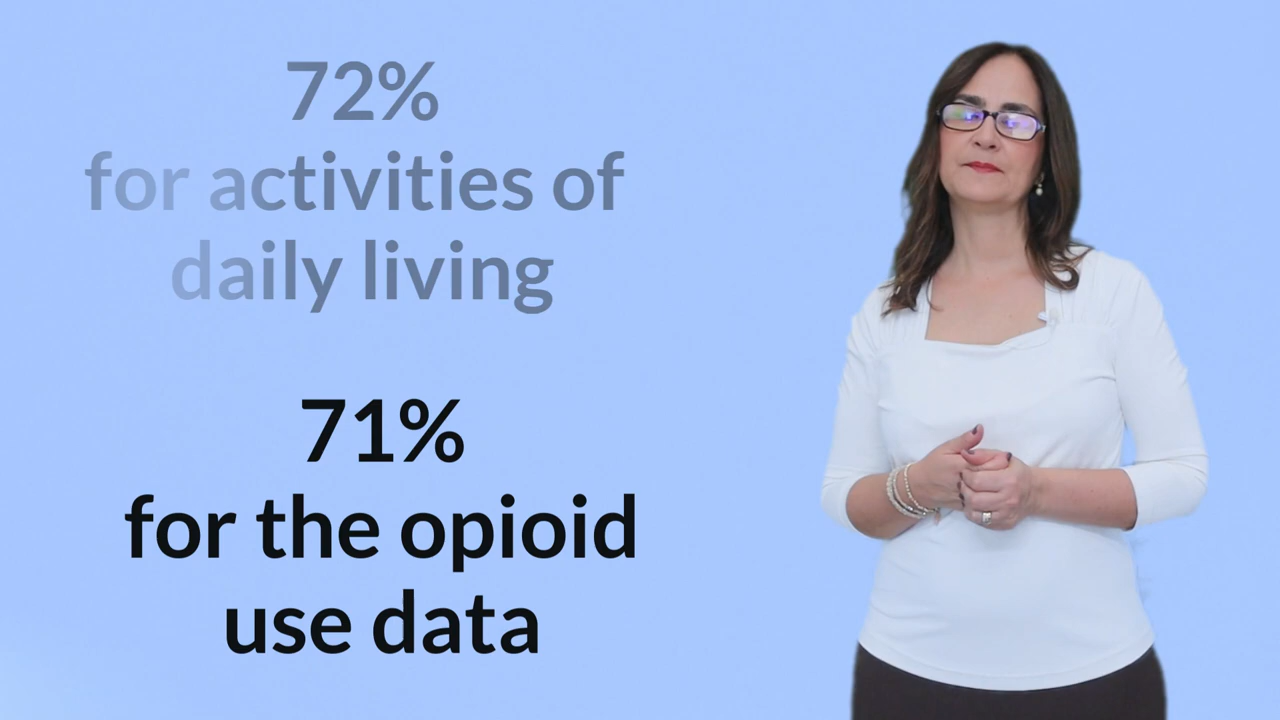 72%
for activities of
daily living
71%
for the opioid
use data